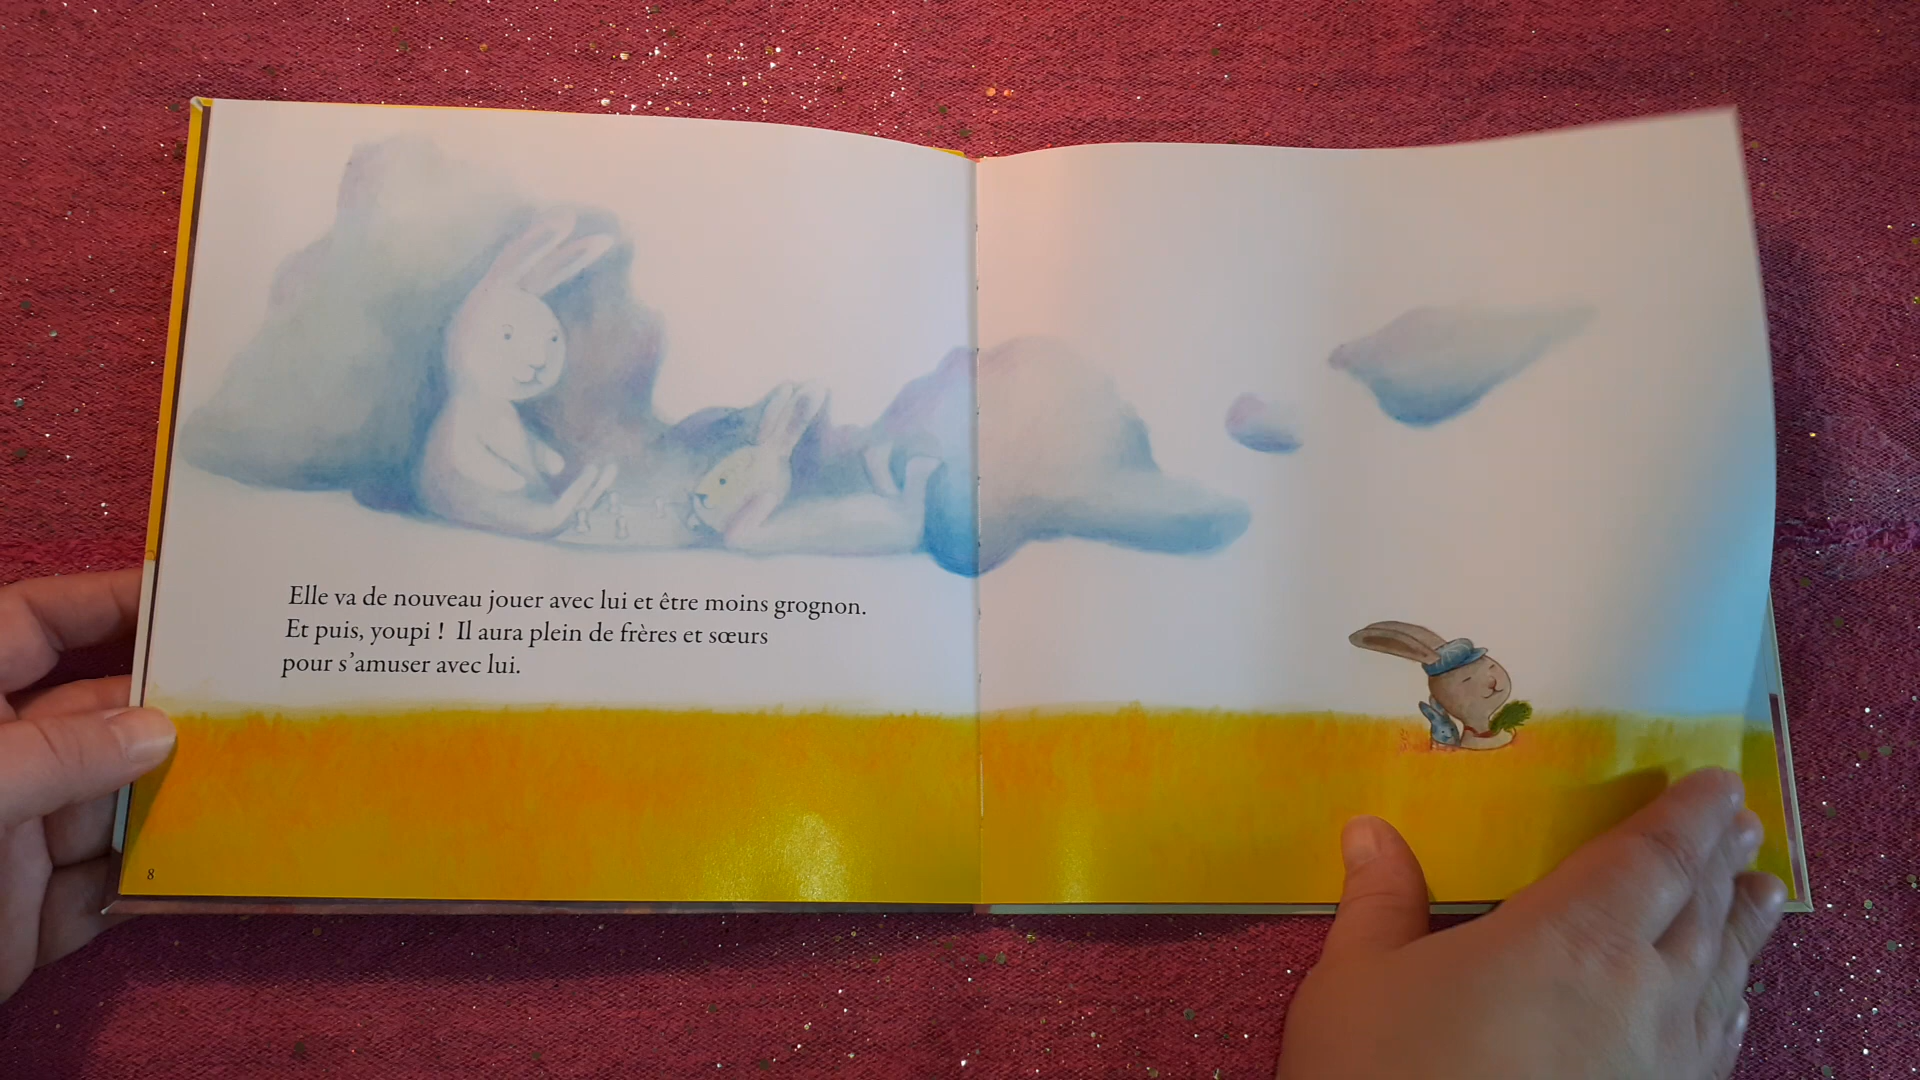 Elle va de nouveau jouer avec lui et être moins grognon.
Et puis, youpi ! Il aura plein de frères et sœurs
pour s’amuser avec lui.
8